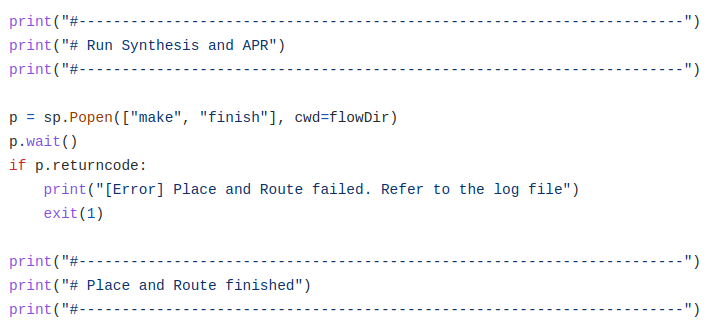 print("#----------------------------------------------------------------------")
print("# Run Synthesis and APR")
print("#----------------------------------------------------------------------")
p = sp.Popen(["make", "finish"], cwd=flowDir)
p.wait()
if p.returncode:
    print("[Error] Place and Route failed. Refer to the log file")
    exit(1)
print("#----------------------------------------------------------------------")
print("# Place and Route finished")
print("#----------------------------------------------------------------------")